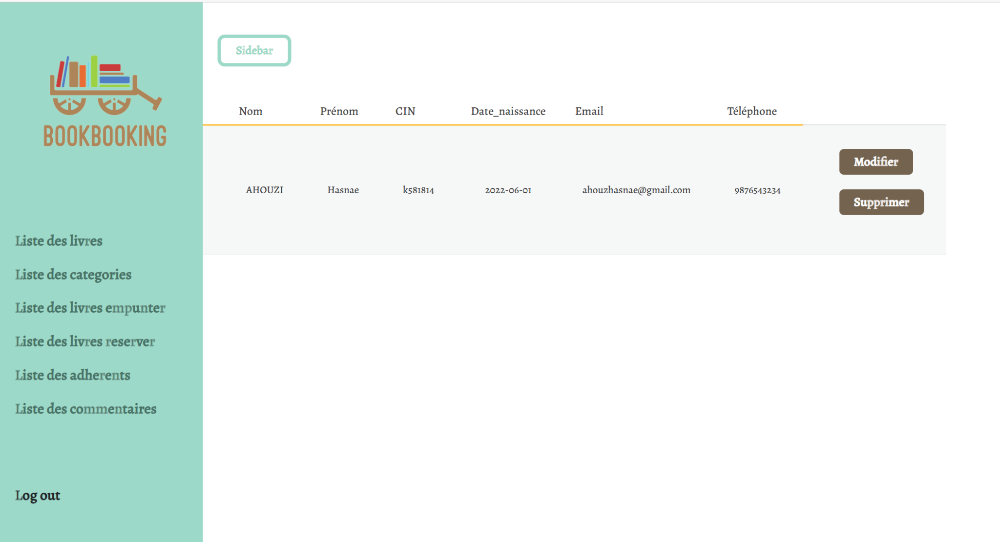 BOOKBOOKING
Liste des livres
Liste des categories
Liste des livres empunter
Liste des livres reserver
Liste des adherents
Liste des commentaires
Log out
Sidebar
Nom Prénom CIN Date_naissance Email Téléphone
AHOUZI Hasnae k581814 2022-06-01 ahouzhasnae@gmail.com 9876543234
Modifier
Supprimer